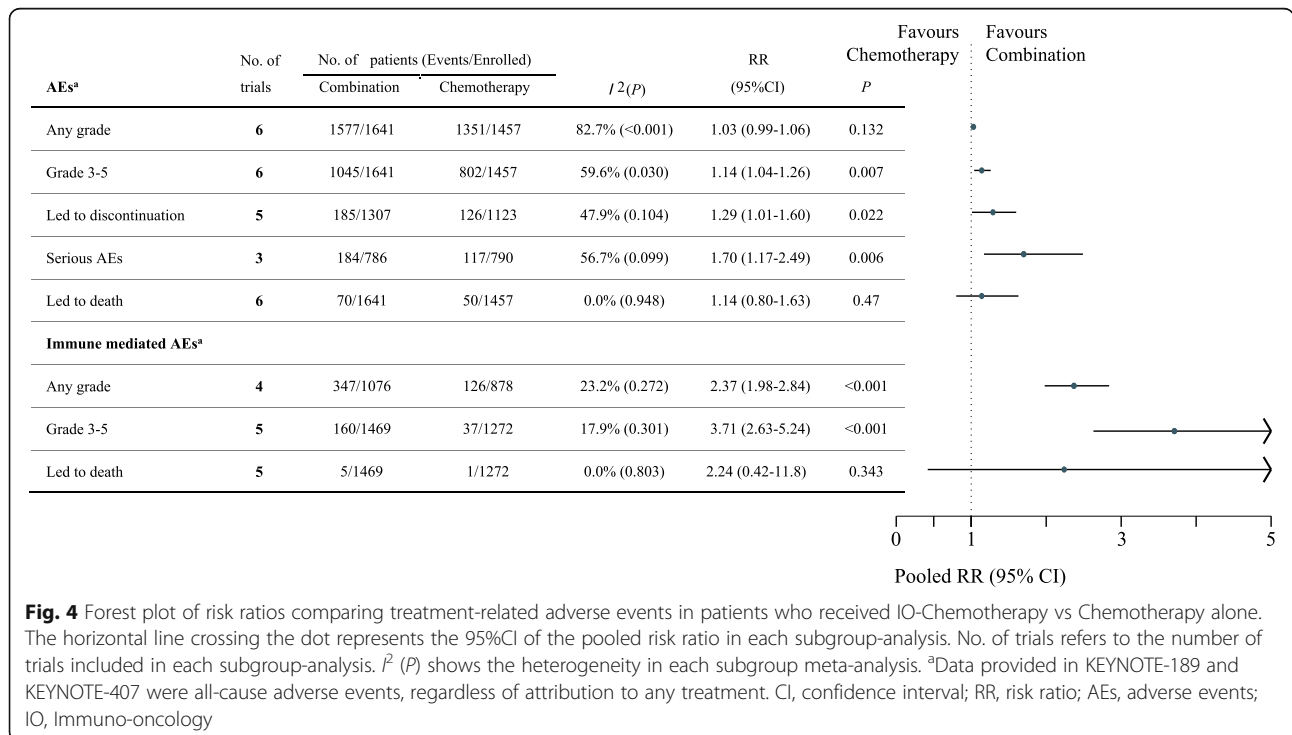 Favours Favours
Chemotherapy Combination
No. of No. of patients (Events/Enrolled) RR
AEsᵃ trials Combination Chemotherapy I 2(P) (95%CI) P
Any grade 6 1577/1641 1351/1457 82.7% (<0.001) 1.03 (0.99-1.06) 0.132
Grade 3-5 6 1045/1641 802/1457 59.6% (0.030) 1.14 (1.04-1.26) 0.007
Led to discontinuation 5 185/1307 126/1123 47.9% (0.104) 1.29 (1.01-1.60) 0.022
Serious AEs 3 184/786 117/790 56.7% (0.099) 1.70 (1.17-2.49) 0.006
Led to death 6 70/1641 50/1457 0.0% (0.948) 1.14 (0.80-1.63) 0.47
Immune mediated AEsᵃ
Any grade 4 347/1076 126/878 23.2% (0.272) 2.37 (1.98-2.84) <0.001
Grade 3-5 5 160/1469 37/1272 17.9% (0.301) 3.71 (2.63-5.24) <0.001
Led to death 5 5/1469 1/1272 0.0% (0.803) 2.24 (0.42-11.8) 0.343
0 1 3 5
Pooled RR (95% CI)
Fig. 4 Forest plot of risk ratios comparing treatment-related adverse events in patients who received IO-Chemotherapy vs Chemotherapy alone.
The horizontal line crossing the dot represents the 95%CI of the pooled risk ratio in each subgroup-analysis. No. of trials refers to the number of
trials included in each subgroup-analysis. I² (P) shows the heterogeneity in each subgroup meta-analysis. ᵃData provided in KEYNOTE-189 and
KEYNOTE-407 were all-cause adverse events, regardless of attribution to any treatment. CI, confidence interval; RR, risk ratio; AEs, adverse events;
IO, Immuno-oncology